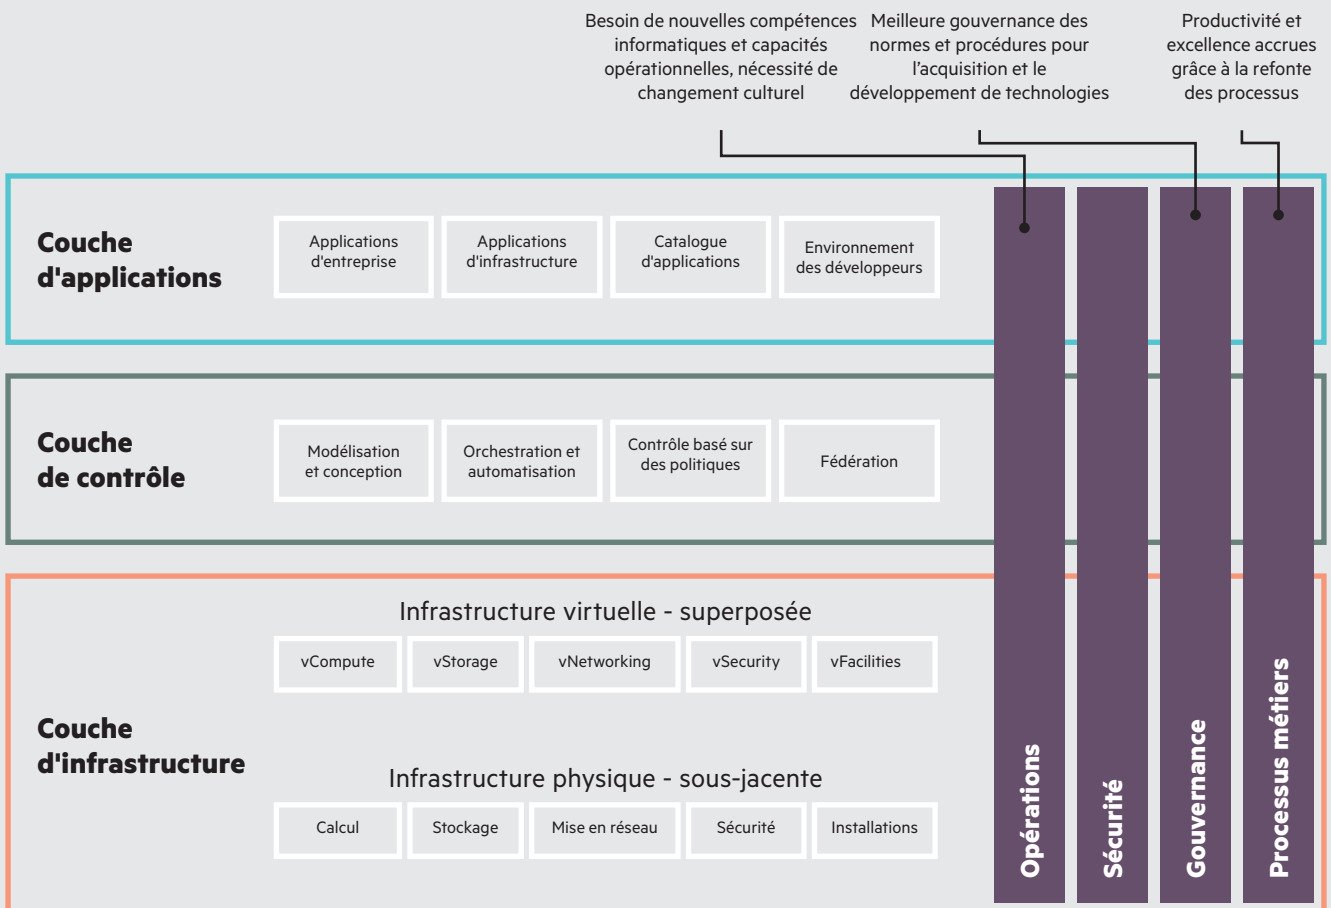 Besoin de nouvelles compétences
informatiques et capacités
opérationnelles, nécessité de
changement culturel
Meilleure gouvernance des
normes et procédures pour
l’acquisition et le
développement de technologies
Productivité et
excellence accrues
grâce à la refonte
des processus
Couche
d'applications
Applications
d'entreprise
Applications
d'infrastructure
Catalogue
d'applications
Environnement
des développeurs
Couche
de contrôle
Modélisation
et conception
Orchestration et
automatisation
Contrôle basé sur
des politiques
Fédération
Couche
d'infrastructure
Infrastructure virtuelle - superposée
vCompute
vStorage
vNetworking
vSecurity
vFacilities
Infrastructure physique - sous-jacente
Calcul
Stockage
Mise en réseau
Sécurité
Installations
Opérations
Sécurité
Gouvernance
Processus métiers